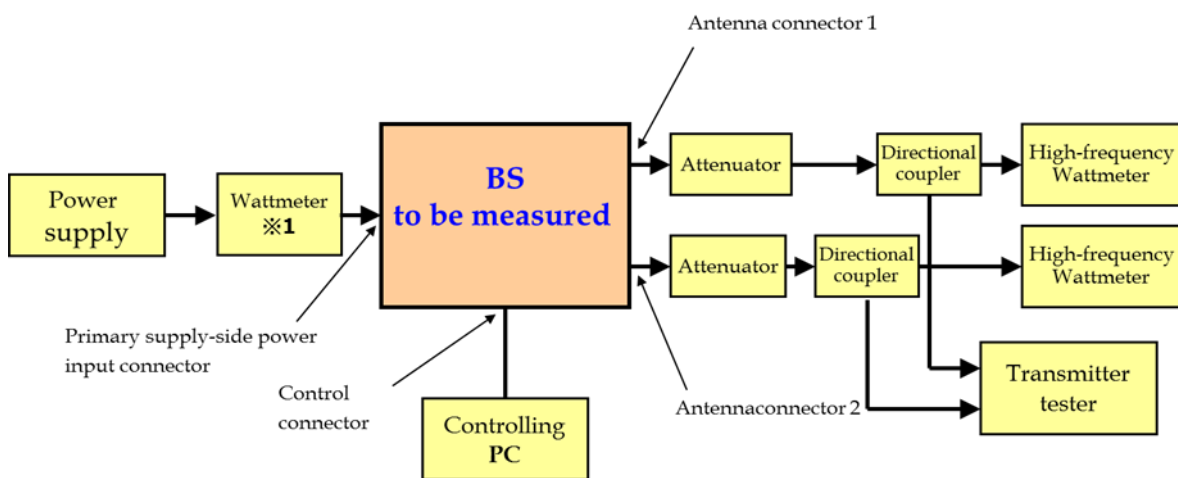 Antenna connector 1
BS
to be measured
Power
supply
Wattmeter
※1
Attenuator
Directional
coupler
High-frequency
Wattmeter
Attenuator
Directional
coupler
High-frequency
Wattmeter
Primary supply-side power
input connector
Control
connector
Controlling
PC
Antennaconnector 2
Transmitter
tester